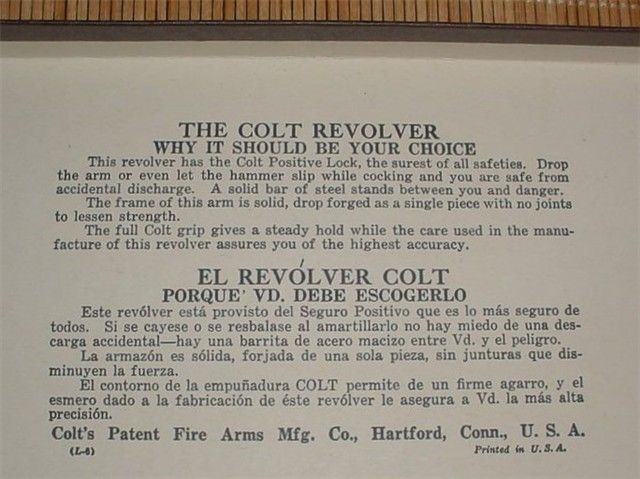 THE COLT REVOLVER
WHY IT SHOULD BE YOUR CHOICE
This revolver has the Colt Positive Lock, the surest of all safeties. Drop
the arm or even let the hammer slip while cocking and you are safe from
accidental discharge. A solid bar of steel stands between you and danger.
The frame of this arm is solid, drop forged as a single piece with no joints
to lessen strength.
The full Colt grip gives a steady hold while the care used in the manu-
facture of this revolver assures you of the highest accuracy.
EL REVÓLVER COLT
PORQUE' VD. DEBE ESCOGERLO
Este revólver está provisto del Seguro Positivo que es lo más seguro de
todos. Si se cayese o se resbalase al amartillarlo no hay miedo de una des-
carga accidental—hay una barrita de acero macizo entre Vd. y el peligro.
La armazón es sólida, forjada de una sola pieza, sin junturas que dis-
minuyen la fuerza.
El contorno de la empuñadura COLT permite de un firme agarro, y el
esmero dado a la fabricación de éste revólver le asegura a Vd. la más alta
precisión.
Colt's Patent Fire Arms Mfg. Co., Hartford, Conn., U. S. A.
(L-6) Printed in U. S. A.